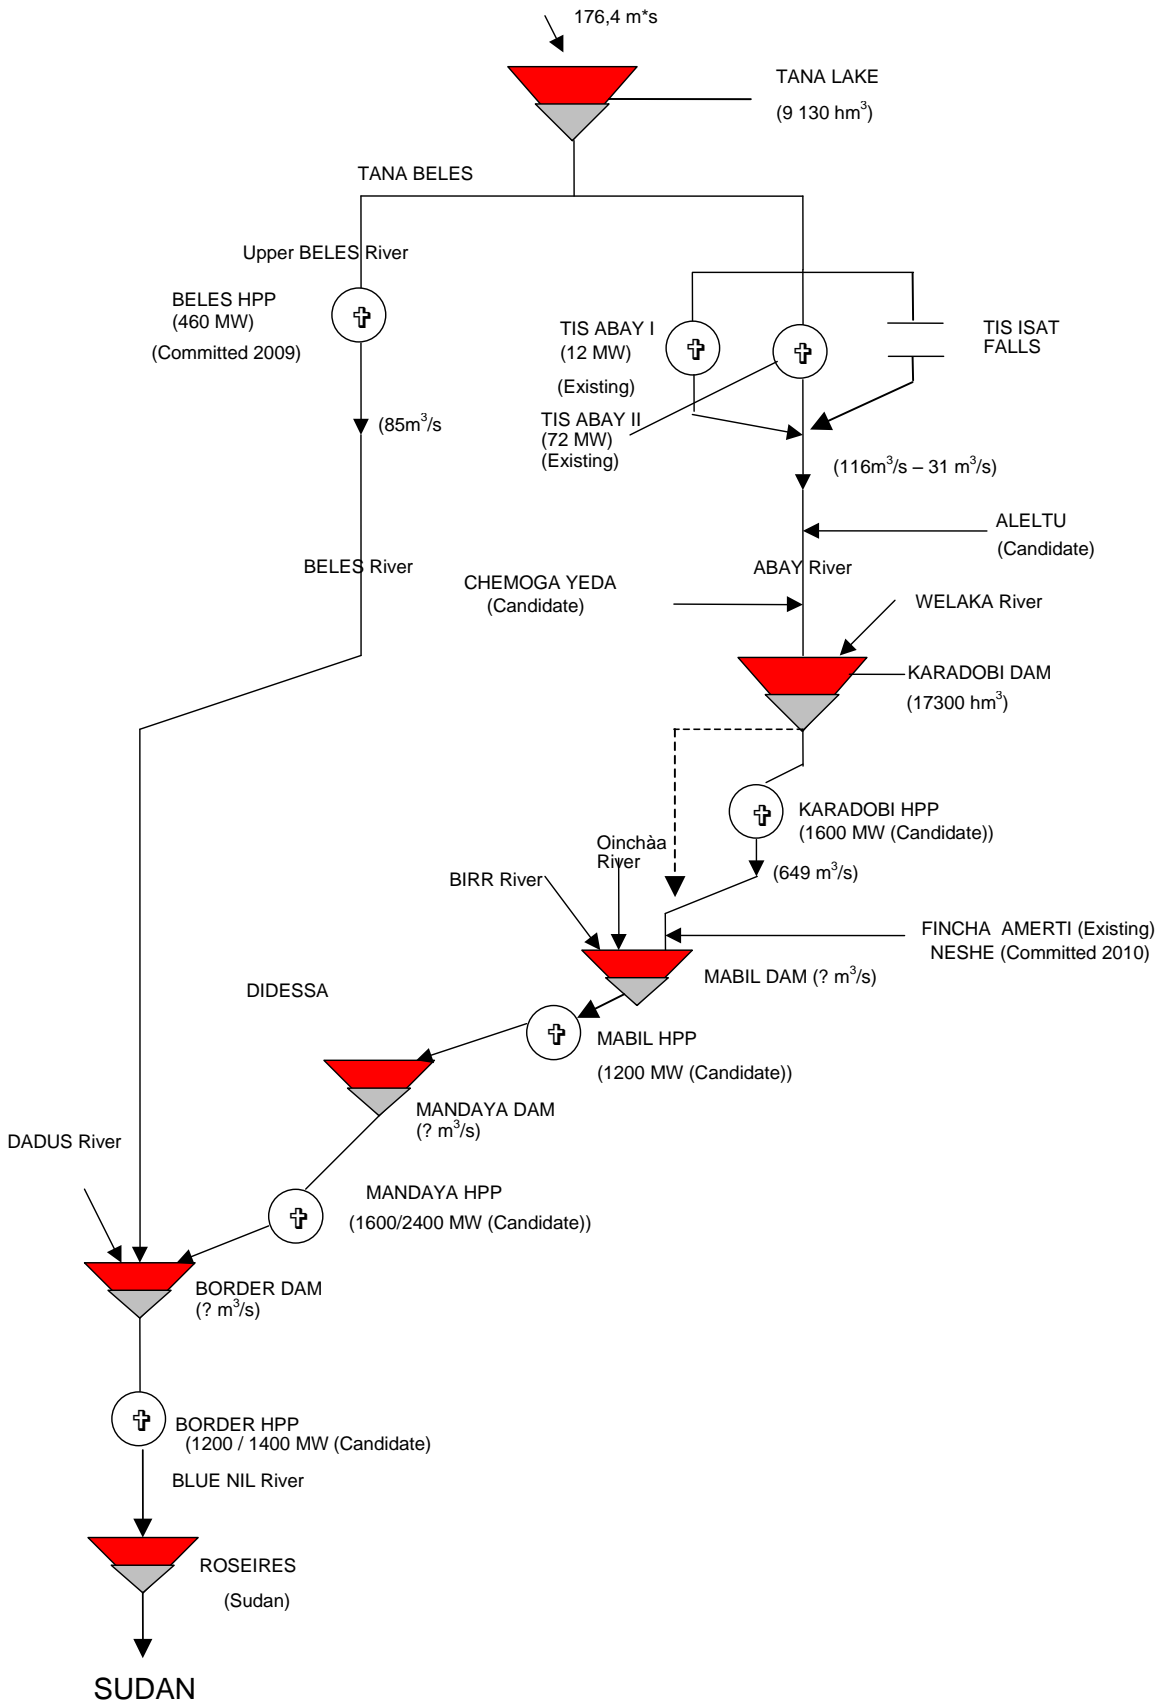 176,4 m*s
TANA LAKE
(9 130 hm³)
TANA BELES
Upper BELES River
BELES HPP
(460 MW)
(Committed 2009)
TIS ABAY I
(12 MW)
(Existing)
TIS ISAT
FALLS
TIS ABAY II
(72 MW)
(Existing)
(85m³/s
(116m³/s – 31 m³/s)
ALELTU
(Candidate)
BELES River
ABAY River
CHEMOGA YEDA
(Candidate)
WELAKA River
KARADOBI DAM
(17300 hm³)
KARADOBI HPP
(1600 MW (Candidate))
Oinchàa
River
(649 m³/s)
BIRR River
FINCHA AMERTI (Existing)
NESHE (Committed 2010)
MABIL DAM (? m³/s)
DIDESSA
MABIL HPP
(1200 MW (Candidate))
MANDAYA DAM
(? m³/s)
DADUS River
MANDAYA HPP
(1600/2400 MW (Candidate))
BORDER DAM
(? m³/s)
BORDER HPP
(1200 / 1400 MW (Candidate)
BLUE NIL River
ROSEIRES
(Sudan)
SUDAN